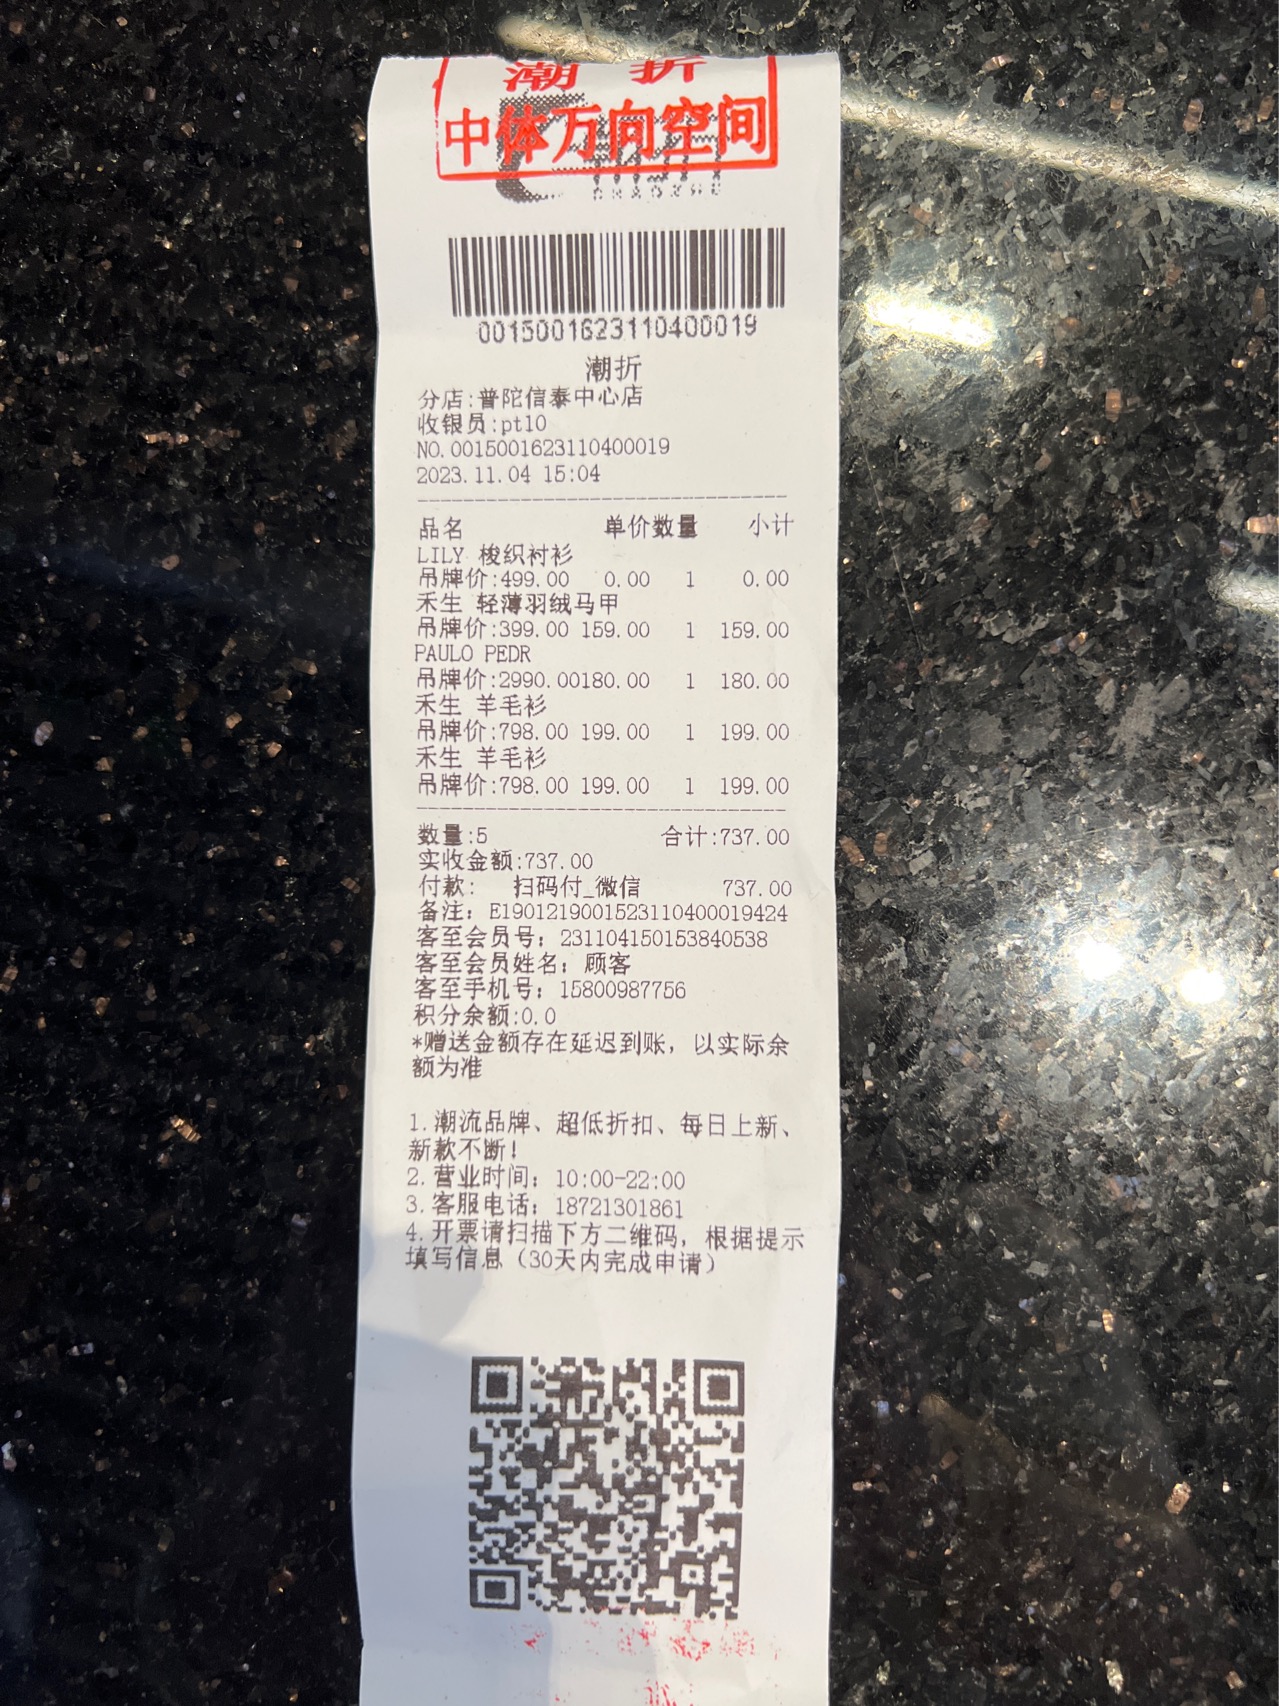 潮 折
中体万向空间
0015001623110400019
潮折
分店:普陀信泰中心店
收银员:pt10
NO.0015001623110400019
2023.11.04 15:04
品名 单价数量 小计
LILY 梭织衬衫
吊牌价:499.00 0.00 1 0.00
禾生 轻薄羽绒马甲
吊牌价:399.00 159.00 1 159.00
PAULO PEDR
吊牌价:2990.00180.00 1 180.00
禾生 羊毛衫
吊牌价:798.00 199.00 1 199.00
禾生 羊毛衫
吊牌价:798.00 199.00 1 199.00
数量:5 合计:737.00
实收金额:737.00
付款: 扫码付_微信 737.00
备注: E1901219001523110400019424
客至会员号: 231104150153840538
客至会员姓名: 顾客
客至手机号: 15800987756
积分余额:0.0
*赠送金额存在延迟到账，以实际余
额为准
1.潮流品牌、超低折扣、每日上新、
新款不断!
2.营业时间: 10:00-22:00
3.客服电话: 18721301861
4.开票请扫描下方二维码，根据提示
填写信息（30天内完成申请）